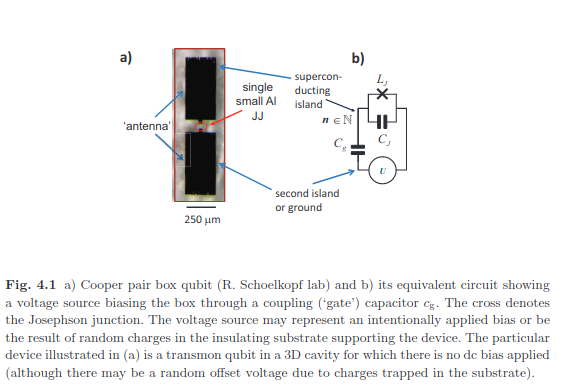 a)
b)
supercon-
ducting
island
single
small Al
JJ
'antenna'
n ∈ ℕ
L_J
C_J
C_g
U
second island
or ground
250 μm
Fig. 4.1 a) Cooper pair box qubit (R. Schoelkopf lab) and b) its equivalent circuit showing
a voltage source biasing the box through a coupling ('gate') capacitor c_g. The cross denotes
the Josephson junction. The voltage source may represent an intentionally applied bias or be
the result of random charges in the insulating substrate supporting the device. The particular
device illustrated in (a) is a transmon qubit in a 3D cavity for which there is no dc bias applied
(although there may be a random offset voltage due to charges trapped in the substrate).